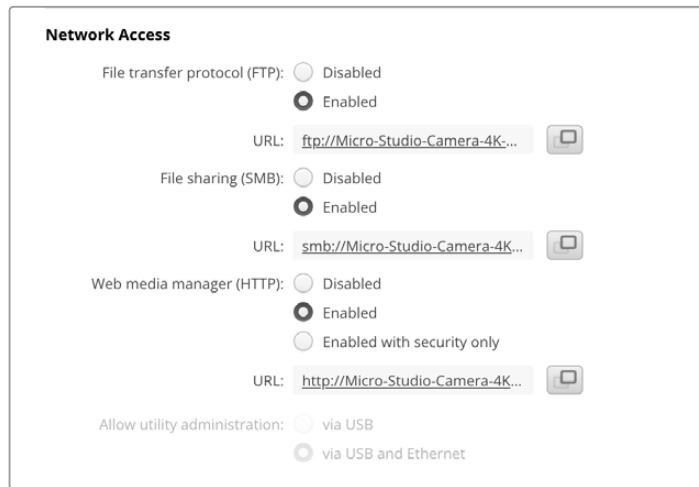 Network Access
File transfer protocol (FTP): Disabled
Enabled
URL: ftp://Micro-Studio-Camera-4K-...
File sharing (SMB): Disabled
Enabled
URL: smb://Micro-Studio-Camera-4K...
Web media manager (HTTP): Disabled
Enabled
Enabled with security only
URL: http://Micro-Studio-Camera-4K...
Allow utility administration: via USB
via USB and Ethernet